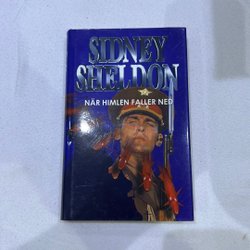 SIDNEY
SHELDON
NÄR HIMLEN FALLER NED